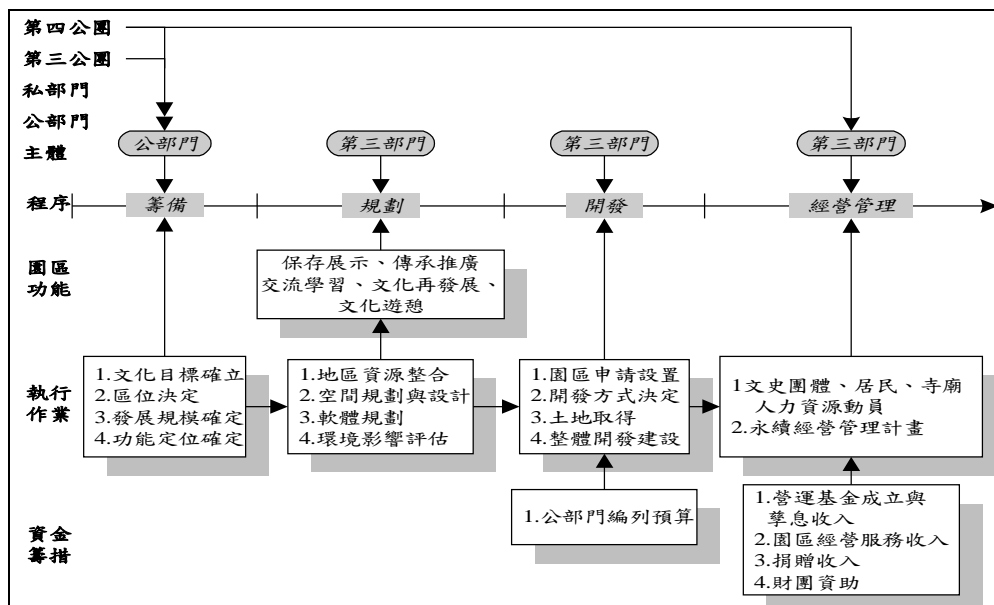 第四公團
第三公團
私部門
公部門
主體
公部門 第三部門 第三部門 第三部門
程序
籌備 規劃 開發 經營管理
園區
功能
保存展示、傳承推廣
交流學習、文化再發展、
文化遊憩
執行
作業
1.文化目標確立
2.區位決定
3.發展規模確定
4.功能定位確定
1.地區資源整合
2.空間規劃與設計
3.軟體規劃
4.環境影響評估
1.園區申請設置
2.開發方式決定
3.土地取得
4.整體開發建設
1文史團體、居民、寺廟
人力資源動員
2.永續經營管理計畫
資金
籌措
1.公部門編列預算
1.營運基金成立與
孳息收入
2.園區經營服務收入
3.捐贈收入
4.財團資助